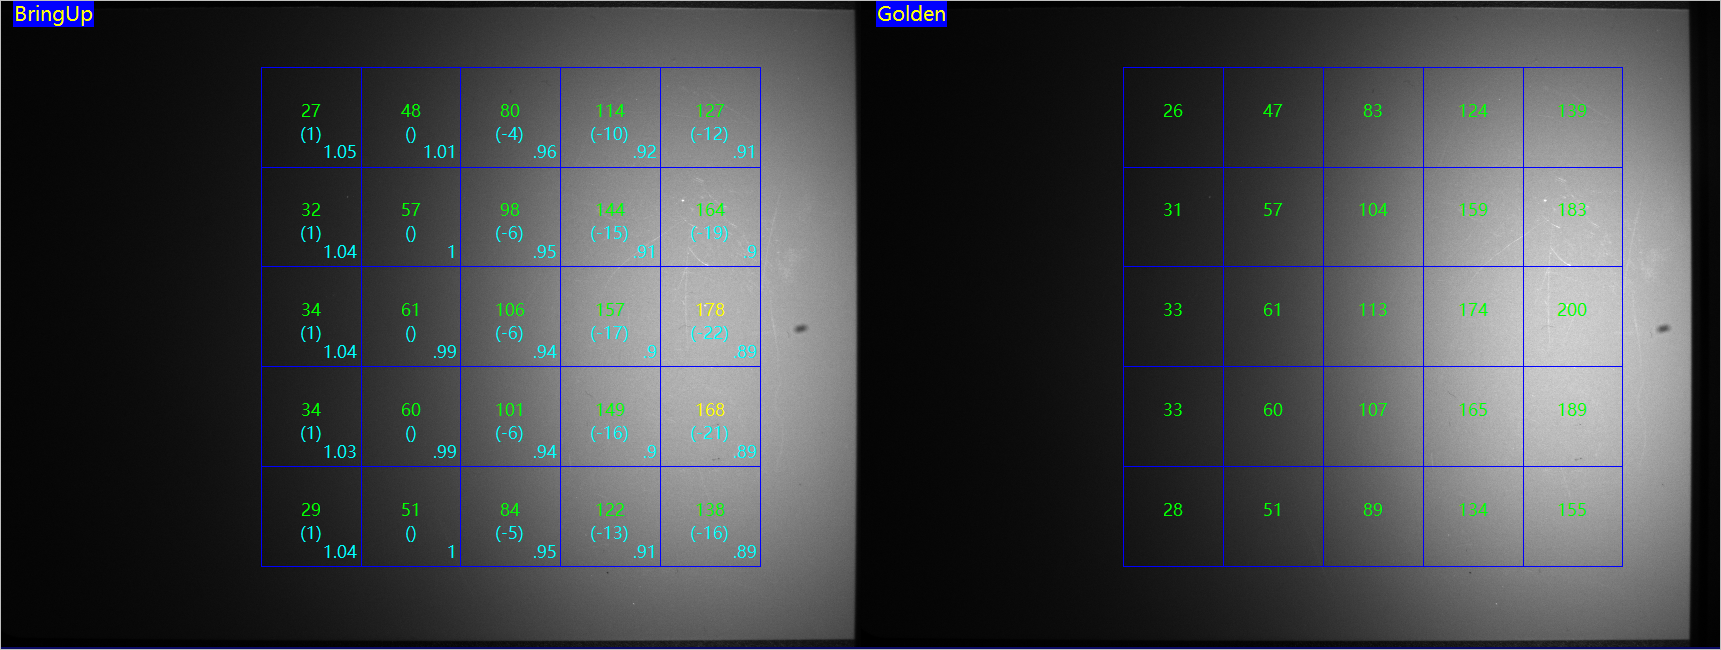 BringUp
Golden
27 48 80 114 127
(1) () (-4) (-10) (-12)
1.05 1.01 .96 .92 .91
26 47 83 124 139
32 57 98 144 164
(1) () (-6) (-15) (-19)
1.04 1 .95 .91 .9
31 57 104 159 183
34 61 106 157 178
(1) () (-6) (-17) (-22)
1.04 .99 .94 .9 .89
33 61 113 174 200
34 60 101 149 168
(1) () (-6) (-16) (-21)
1.03 .99 .94 .9 .89
33 60 107 165 189
29 51 84 122 138
(1) () (-5) (-13) (-16)
1.04 1 .95 .91 .89
28 51 89 134 155